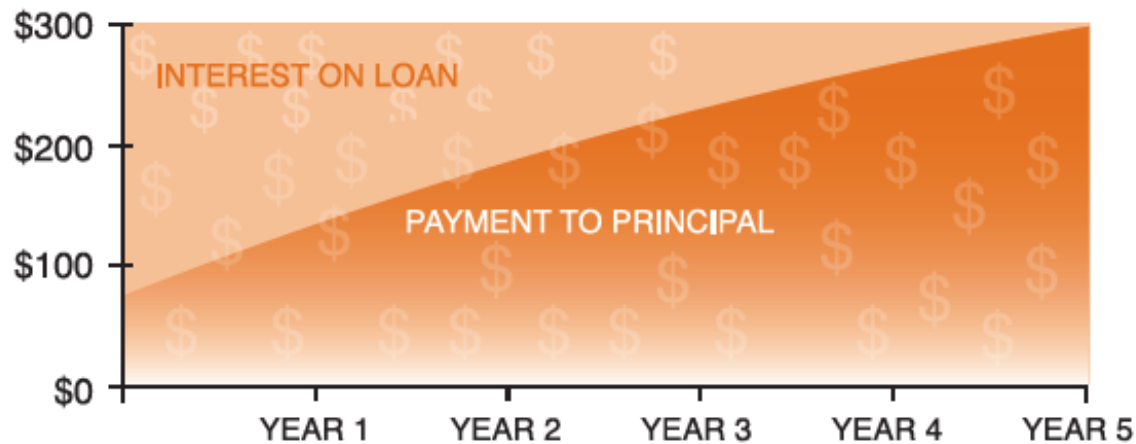 $300
INTEREST ON LOAN
$200
PAYMENT TO PRINCIPAL
$100
$0
YEAR 1 YEAR 2 YEAR 3 YEAR 4 YEAR 5